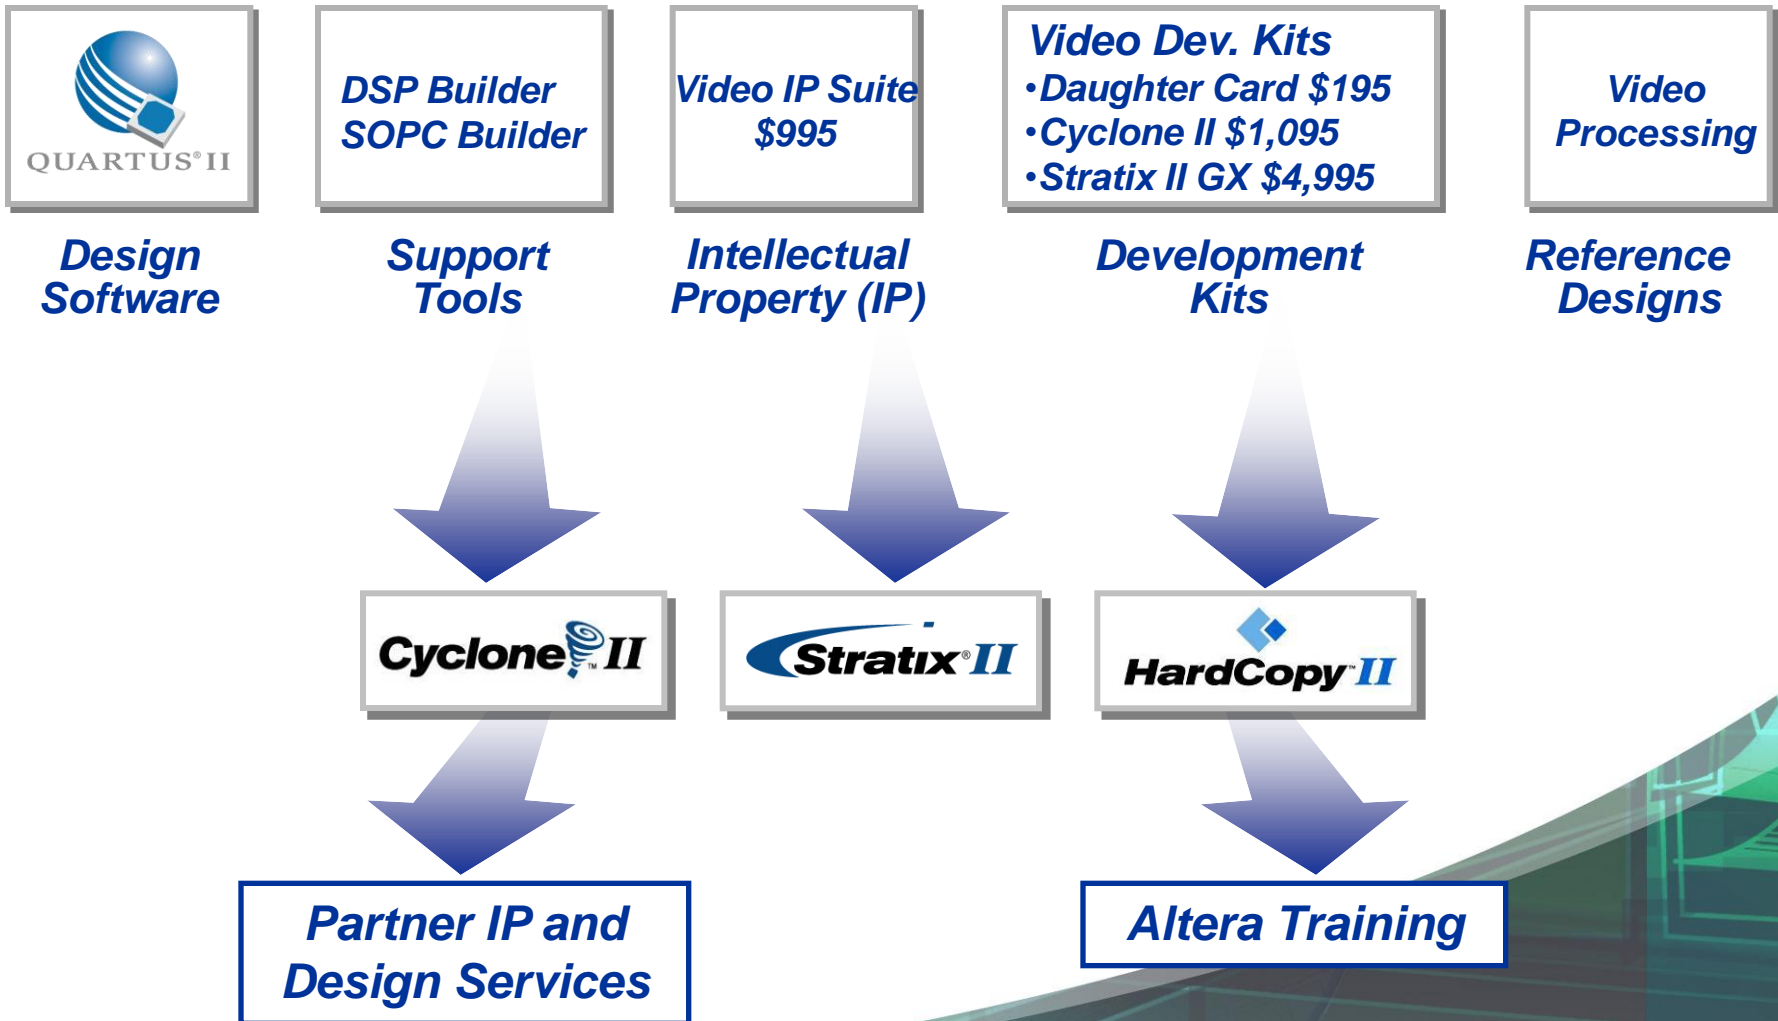 QUARTUS® II
DSP Builder
SOPC Builder
Video IP Suite
$995
Video Dev. Kits
•Daughter Card $195
•Cyclone II $1,095
•Stratix II GX $4,995
Video
Processing
Design
Software
Support
Tools
Intellectual
Property (IP)
Development
Kits
Reference
Designs
Cyclone™ II
Stratix® II
HardCopy™ II
Partner IP and
Design Services
Altera Training